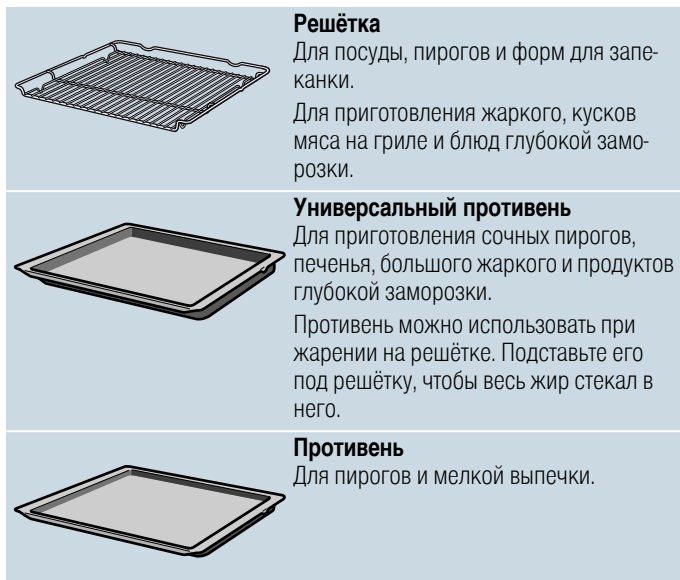 Решётка
Для посуды, пирогов и форм для запе-
канки.
Для приготовления жаркого, кусков
мяса на гриле и блюд глубокой замо-
розки.
Универсальный противень
Для приготовления сочных пирогов,
печенья, большого жаркого и продуктов
глубокой заморозки.
Противень можно использовать при
жарении на решётке. Подставьте его
под решётку, чтобы весь жир стекал в
него.
Противень
Для пирогов и мелкой выпечки.